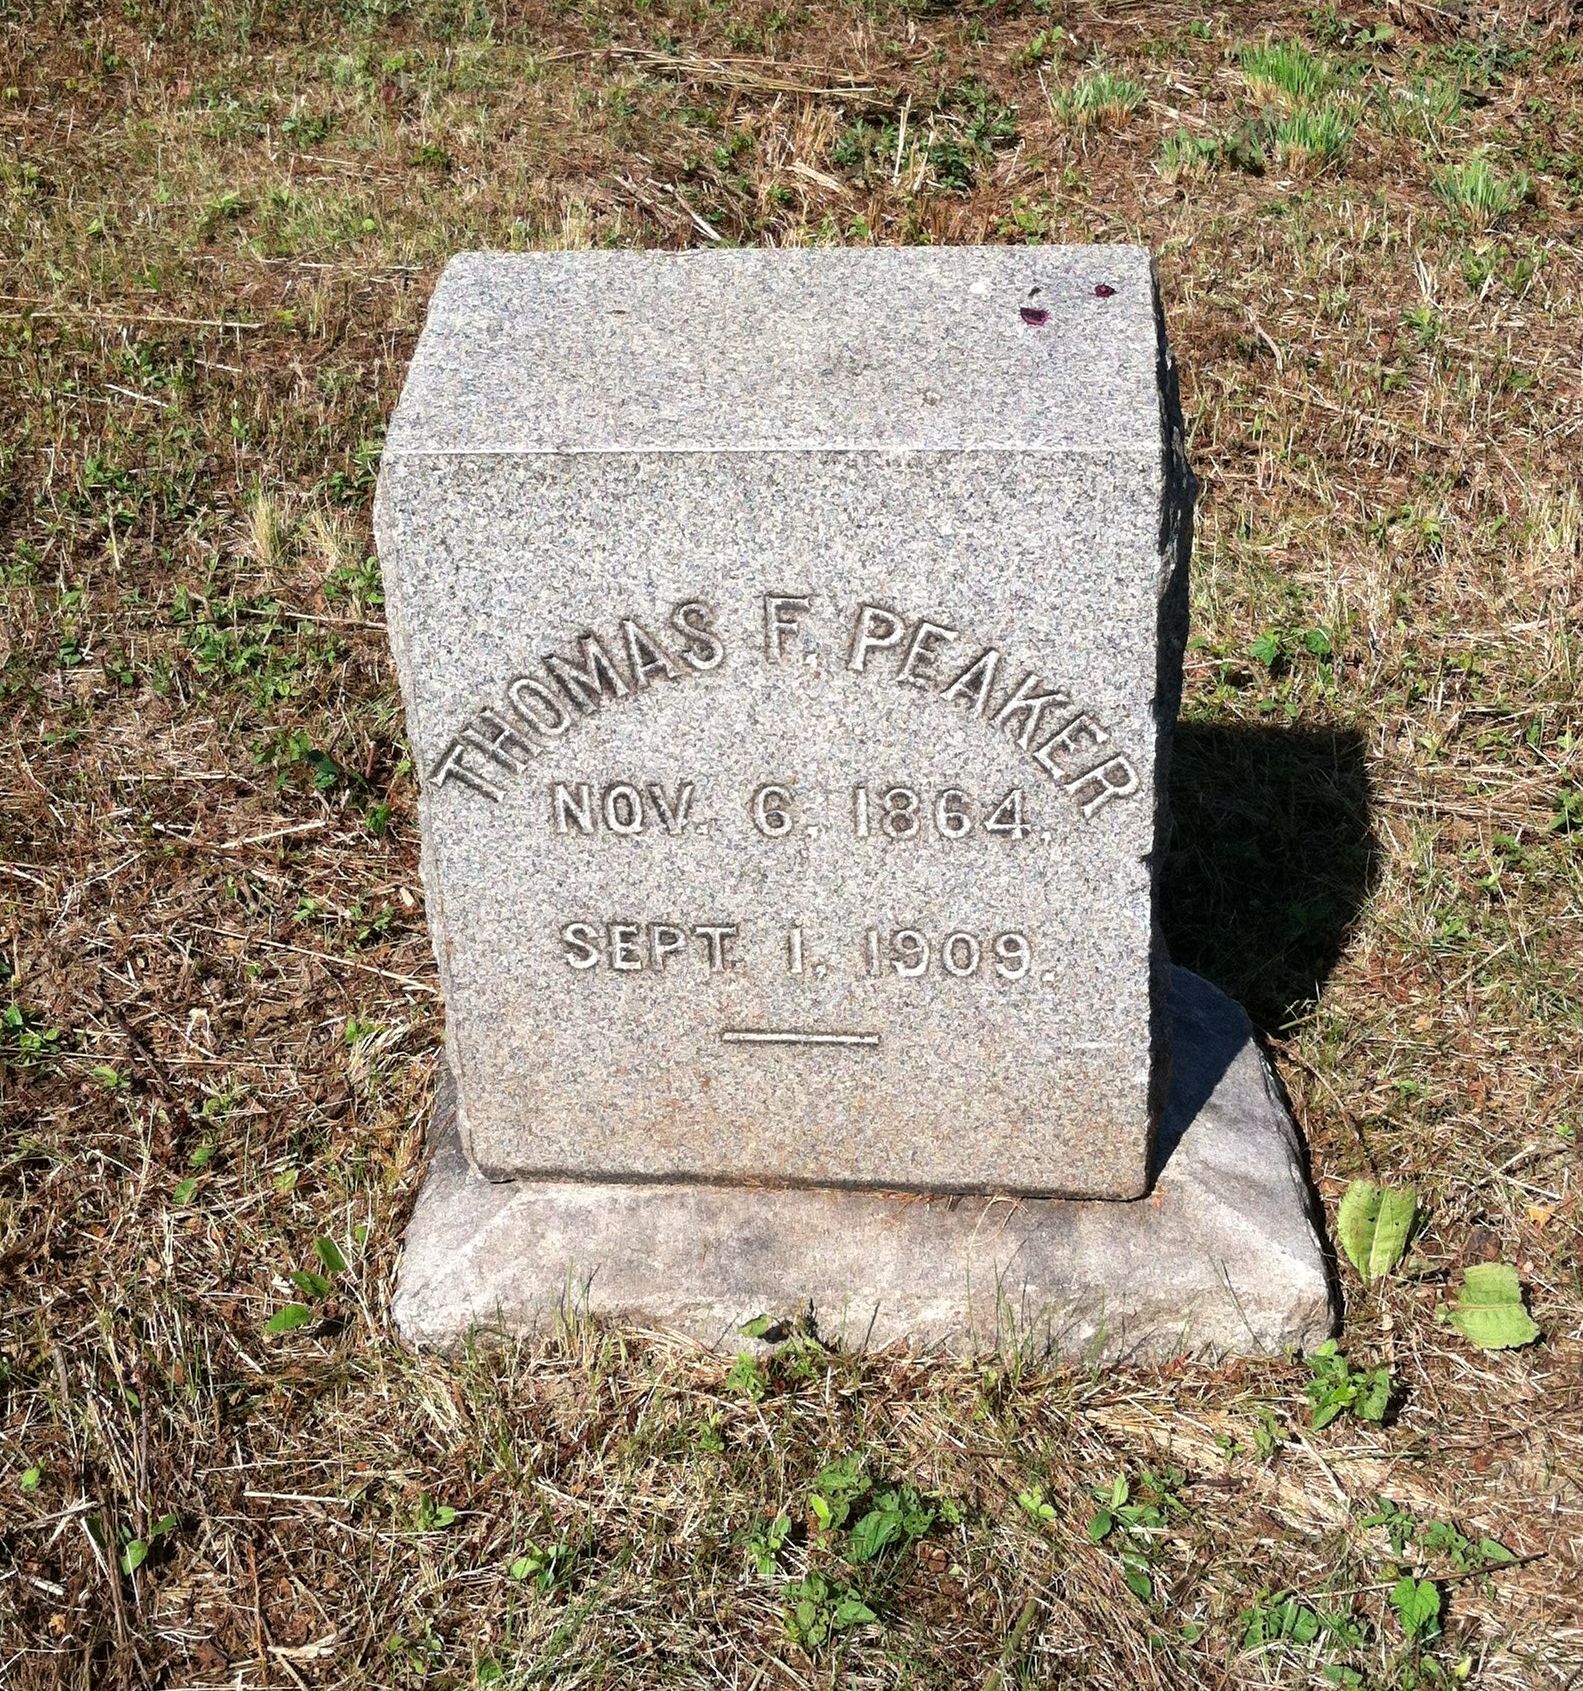 THOMAS F. PEAKER
NOV. 6, 1864,
SEPT. 1, 1909.